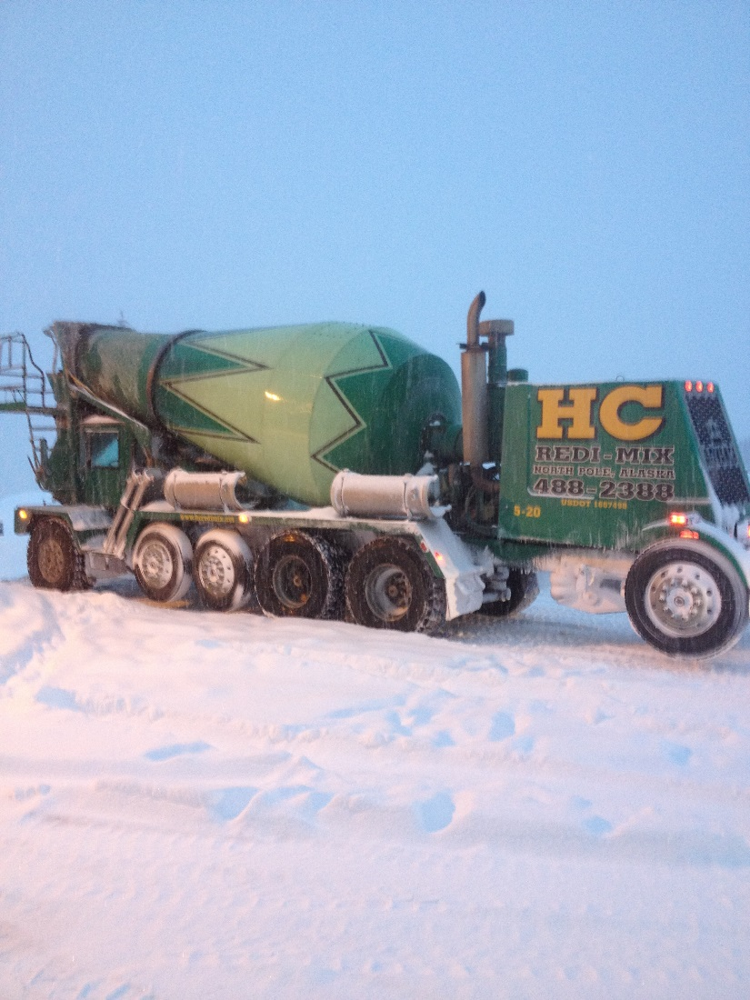 HC
REDI-MIX
NORTH POLE, ALASKA
488-2388
5-20